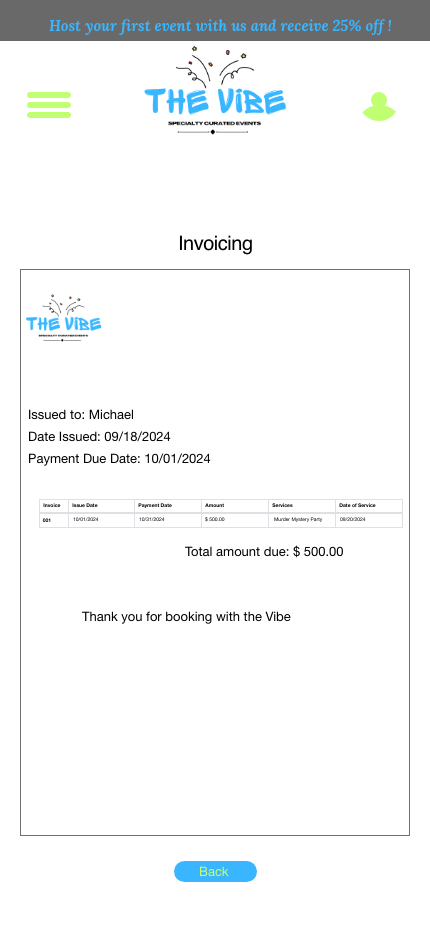 Host your first event with us and receive 25% off !
THE VIBE
SPECIALTY CURATED EVENTS
Invoicing
THE VIBE
SPECIALTY CURATED EVENTS
Issued to: Michael
Date Issued: 09/18/2024
Payment Due Date: 10/01/2024
Invoice Issue Date Payment Date Amount Services Date of Service
001 10/01/2024 10/31/2024 $ 500.00 Murder Mystery Party 09/20/2024
Total amount due: $ 500.00
Thank you for booking with the Vibe
Back